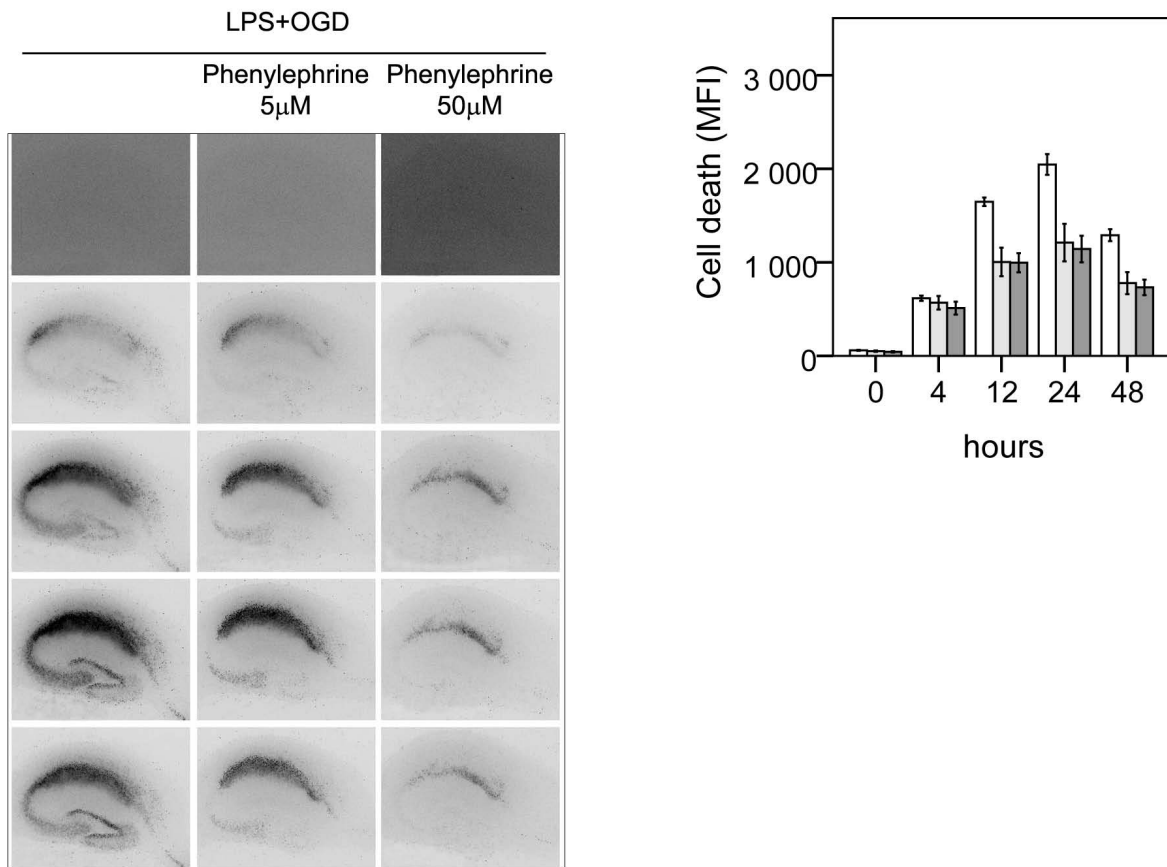 LPS+OGD
Phenylephrine Phenylephrine
5μM 50μM
Cell death (MFI)
3 000
2 000
1 000
0
0 4 12 24 48
hours